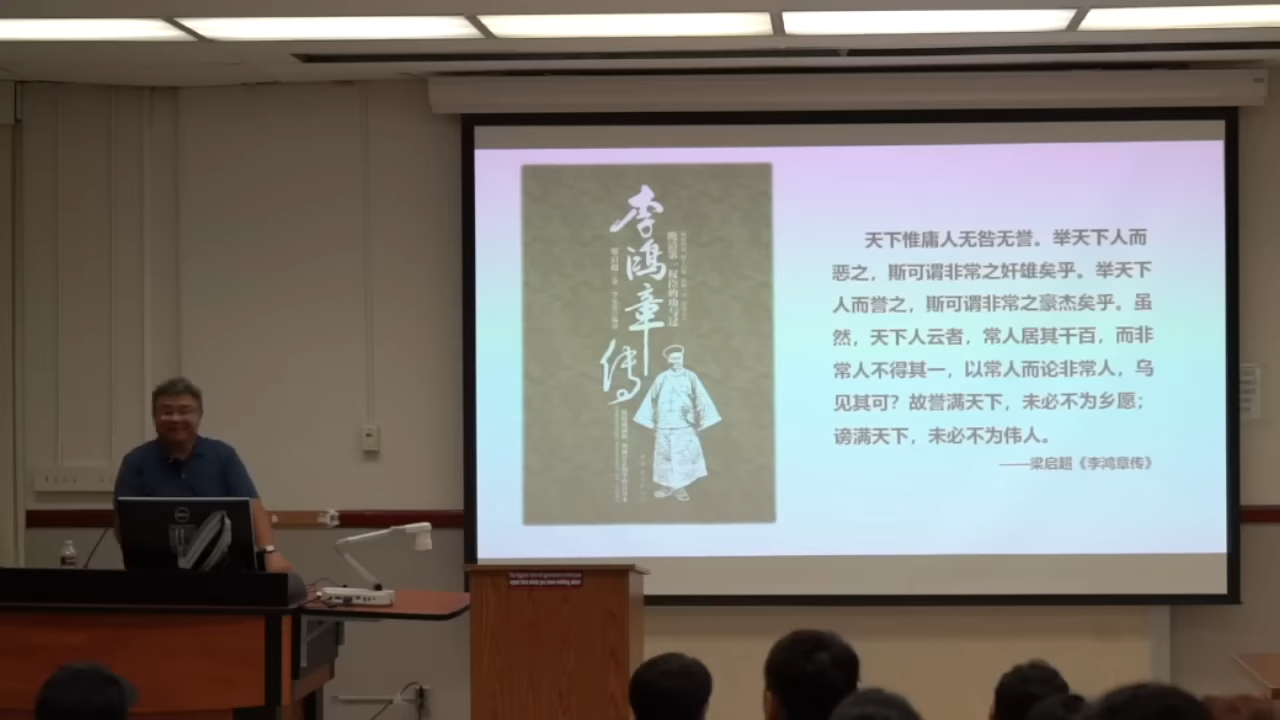 李鸿章传
天下惟庸人无咎无誉。举天下人而
恶之，斯可谓非常之奸雄矣乎。举天下
人而誉之，斯可谓非常之豪杰矣乎。虽
然，天下人云者，常人居其千百，而非
常人不得其一，以常人而论非常人，乌
见其可？故誉满天下，未必不为乡愿；
谤满天下，未必不为伟人。
——梁启超《李鸿章传》
DELL